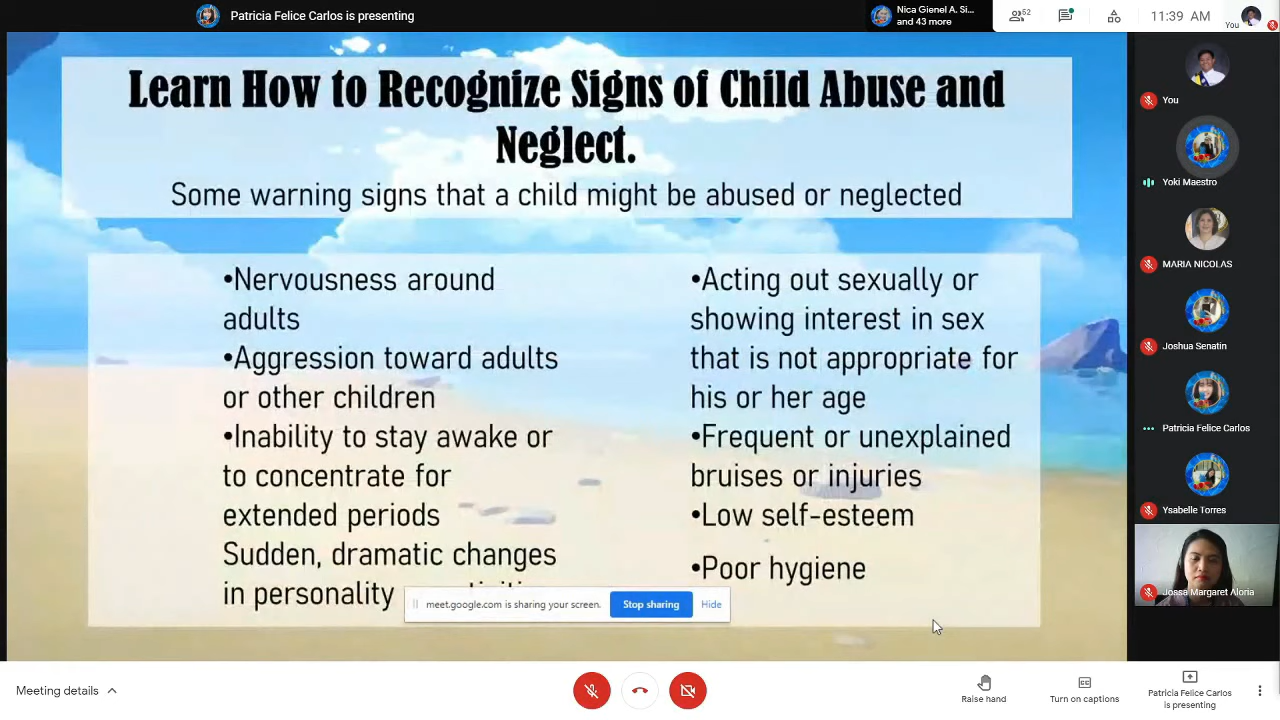 Patricia Felice Carlos is presenting
Nica Gienel A. Si...
and 43 more
52
11:39 AM
You
Learn How to Recognize Signs of Child Abuse and
Neglect.
Some warning signs that a child might be abused or neglected
•Nervousness around
adults
•Aggression toward adults
or other children
•Inability to stay awake or
to concentrate for
extended periods
Sudden, dramatic changes
in personality
•Acting out sexually or
showing interest in sex
that is not appropriate for
his or her age
•Frequent or unexplained
bruises or injuries
•Low self-esteem
•Poor hygiene
meet.google.com is sharing your screen.
Stop sharing
Hide
You
Yoki Maestro
MARIA NICOLAS
Joshua Senatin
Patricia Felice Carlos
Ysabelle Torres
Jossa Margaret Aloria
Meeting details
Raise hand
Turn on captions
Patricia Felice Carlos
is presenting